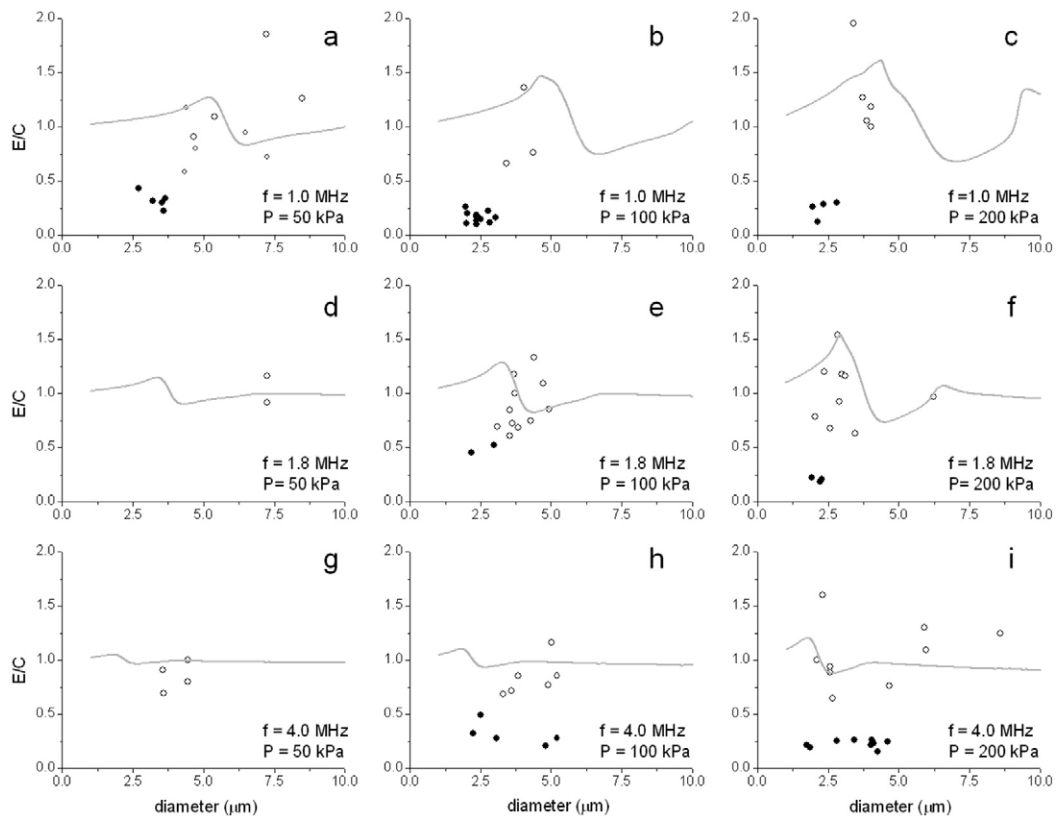 2.0 a 2.0 b 2.0 c
1.5 1.5 1.5
E/C 1.0 1.0 1.0
0.5 f = 1.0 MHz 0.5 f = 1.0 MHz 0.5 f =1.0 MHz
P = 50 kPa P = 100 kPa P = 200 kPa
0.0 0.0 0.0
0.0 2.5 5.0 7.5 10.0 0.0 2.5 5.0 7.5 10.0 0.0 2.5 5.0 7.5 10.0
2.0 d 2.0 e 2.0 f
1.5 1.5 1.5
E/C 1.0 1.0 1.0
0.5 f = 1.8 MHz 0.5 f = 1.8 MHz 0.5 f = 1.8 MHz
P = 50 kPa P = 100 kPa P= 200 kPa
0.0 0.0 0.0
0.0 2.5 5.0 7.5 10.0 0.0 2.5 5.0 7.5 10.0 0.0 2.5 5.0 7.5 10.0
2.0 g 2.0 h 2.0 i
1.5 1.5 1.5
E/C 1.0 1.0 1.0
0.5 f = 4.0 MHz 0.5 f = 4.0 MHz 0.5 f = 4.0 MHz
P = 50 kPa P = 100 kPa P = 200 kPa
0.0 0.0 0.0
0.0 2.5 5.0 7.5 10.0 0.0 2.5 5.0 7.5 10.0 0.0 2.5 5.0 7.5 10.0
diameter (μm) diameter (μm) diameter (μm)